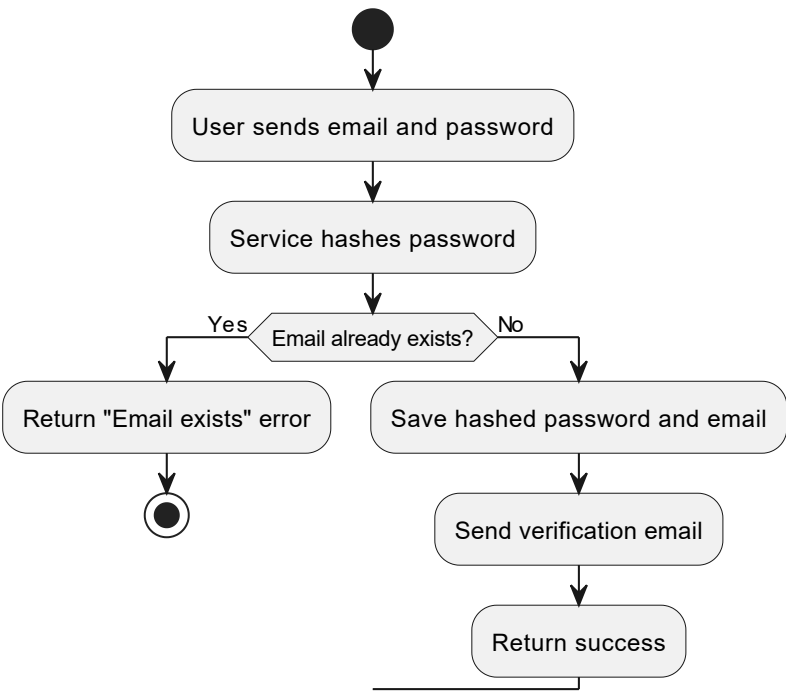 User sends email and password
Service hashes password
Yes
Email already exists?
No
Return "Email exists" error
Save hashed password and email
Send verification email
Return success